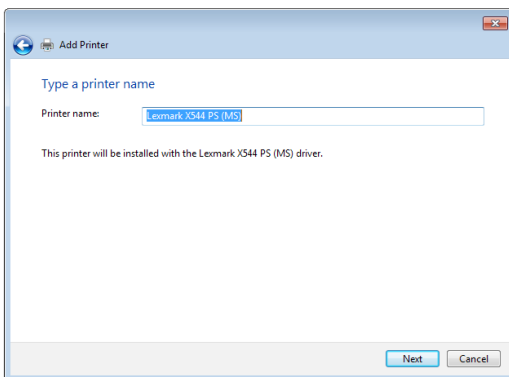 Add Printer
Type a printer name
Printer name: Lexmark X544 PS (MS)
This printer will be installed with the Lexmark X544 PS (MS) driver.
Next Cancel